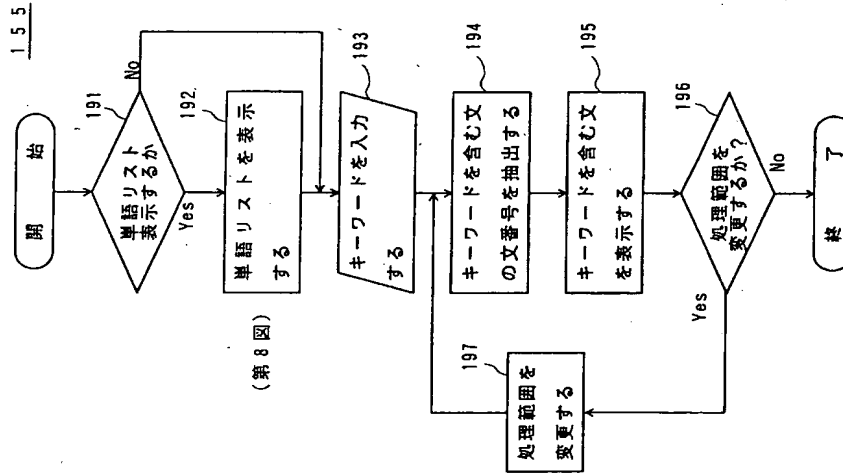 155
開始
191
単語リスト
表示するか
No
Yes
192
単語リストを表示
する
(第8図)
193
キーワードを入力
する
194
キーワードを含む文
の文番号を抽出する
195
キーワードを含む文
を表示する
196
処理範囲を
変更するか?
Yes
No
197
処理範囲を
変更する
終了